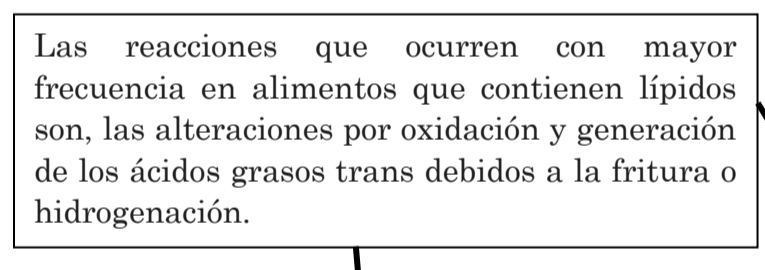 Las reacciones que ocurren con mayor
frecuencia en alimentos que contienen lípidos
son, las alteraciones por oxidación y generación
de los ácidos grasos trans debidos a la fritura o
hidrogenación.